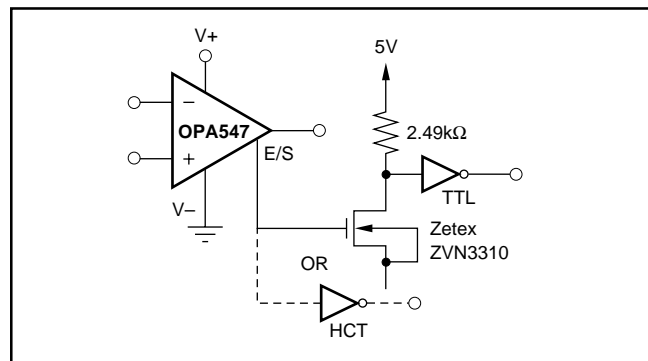 V+
5V
−
OPA547
+
E/S
V−
2.49kΩ
TTL
Zetex
ZVN3310
OR
HCT